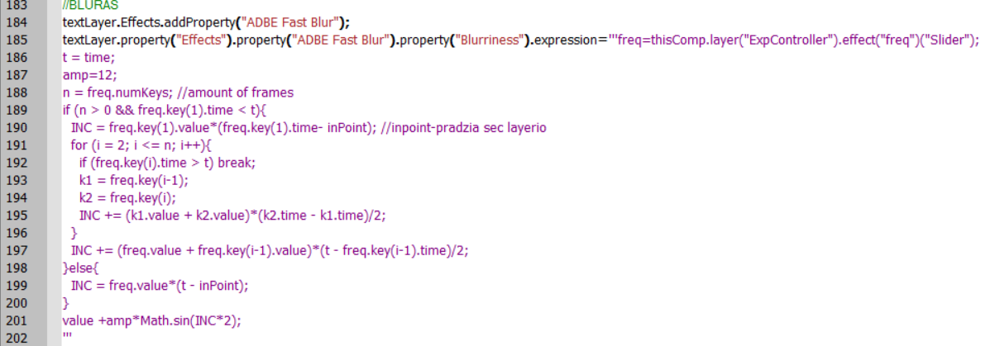 183 //BLURAS
184 textLayer.Effects.addProperty("ADBE Fast Blur");
185 textLayer.property("Effects").property("ADBE Fast Blur").property("Blurriness").expression='''freq=thisComp.layer("ExpController").effect("freq")("Slider");
186 t = time;
187 amp=12;
188 n = freq.numKeys; //amount of frames
189 if (n > 0 && freq.key(1).time < t){
190 INC = freq.key(1).value*(freq.key(1).time- inPoint); //inpoint-pradzia sec layerio
191 for (i = 2; i <= n; i++){
192 if (freq.key(i).time > t) break;
193 k1 = freq.key(i-1);
194 k2 = freq.key(i);
195 INC += (k1.value + k2.value)*(k2.time - k1.time)/2;
196 }
197 INC += (freq.value + freq.key(i-1).value)*(t - freq.key(i-1).time)/2;
198 }else{
199 INC = freq.value*(t - inPoint);
200 }
201 value +amp*Math.sin(INC*2);
202 '''